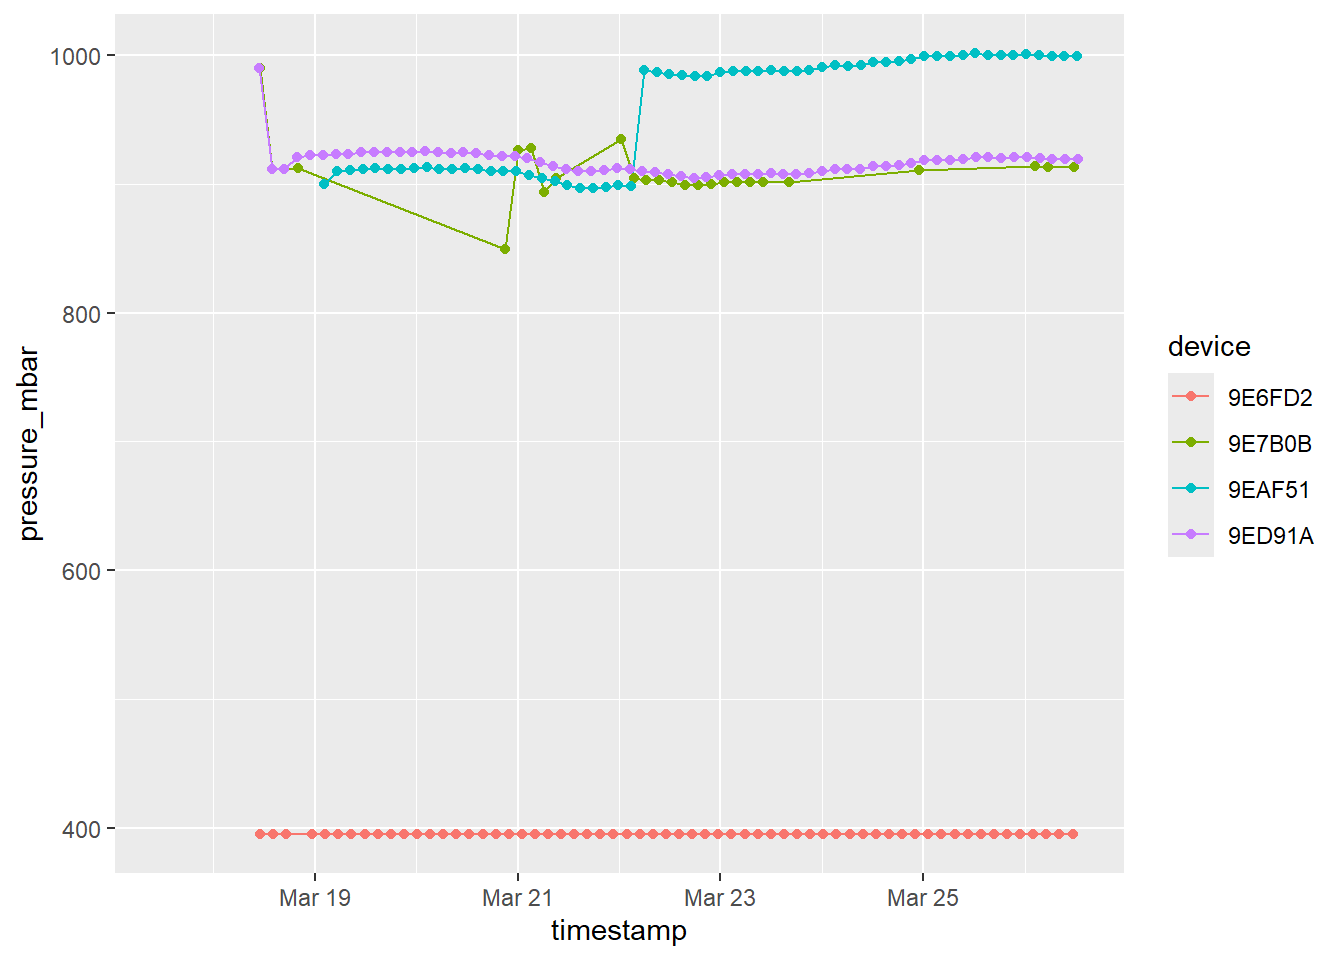 1000
800
600
400
pressure_mbar
Mar 19
Mar 21
Mar 23
Mar 25
timestamp
device
9E6FD2
9E7B0B
9EAF51
9ED91A